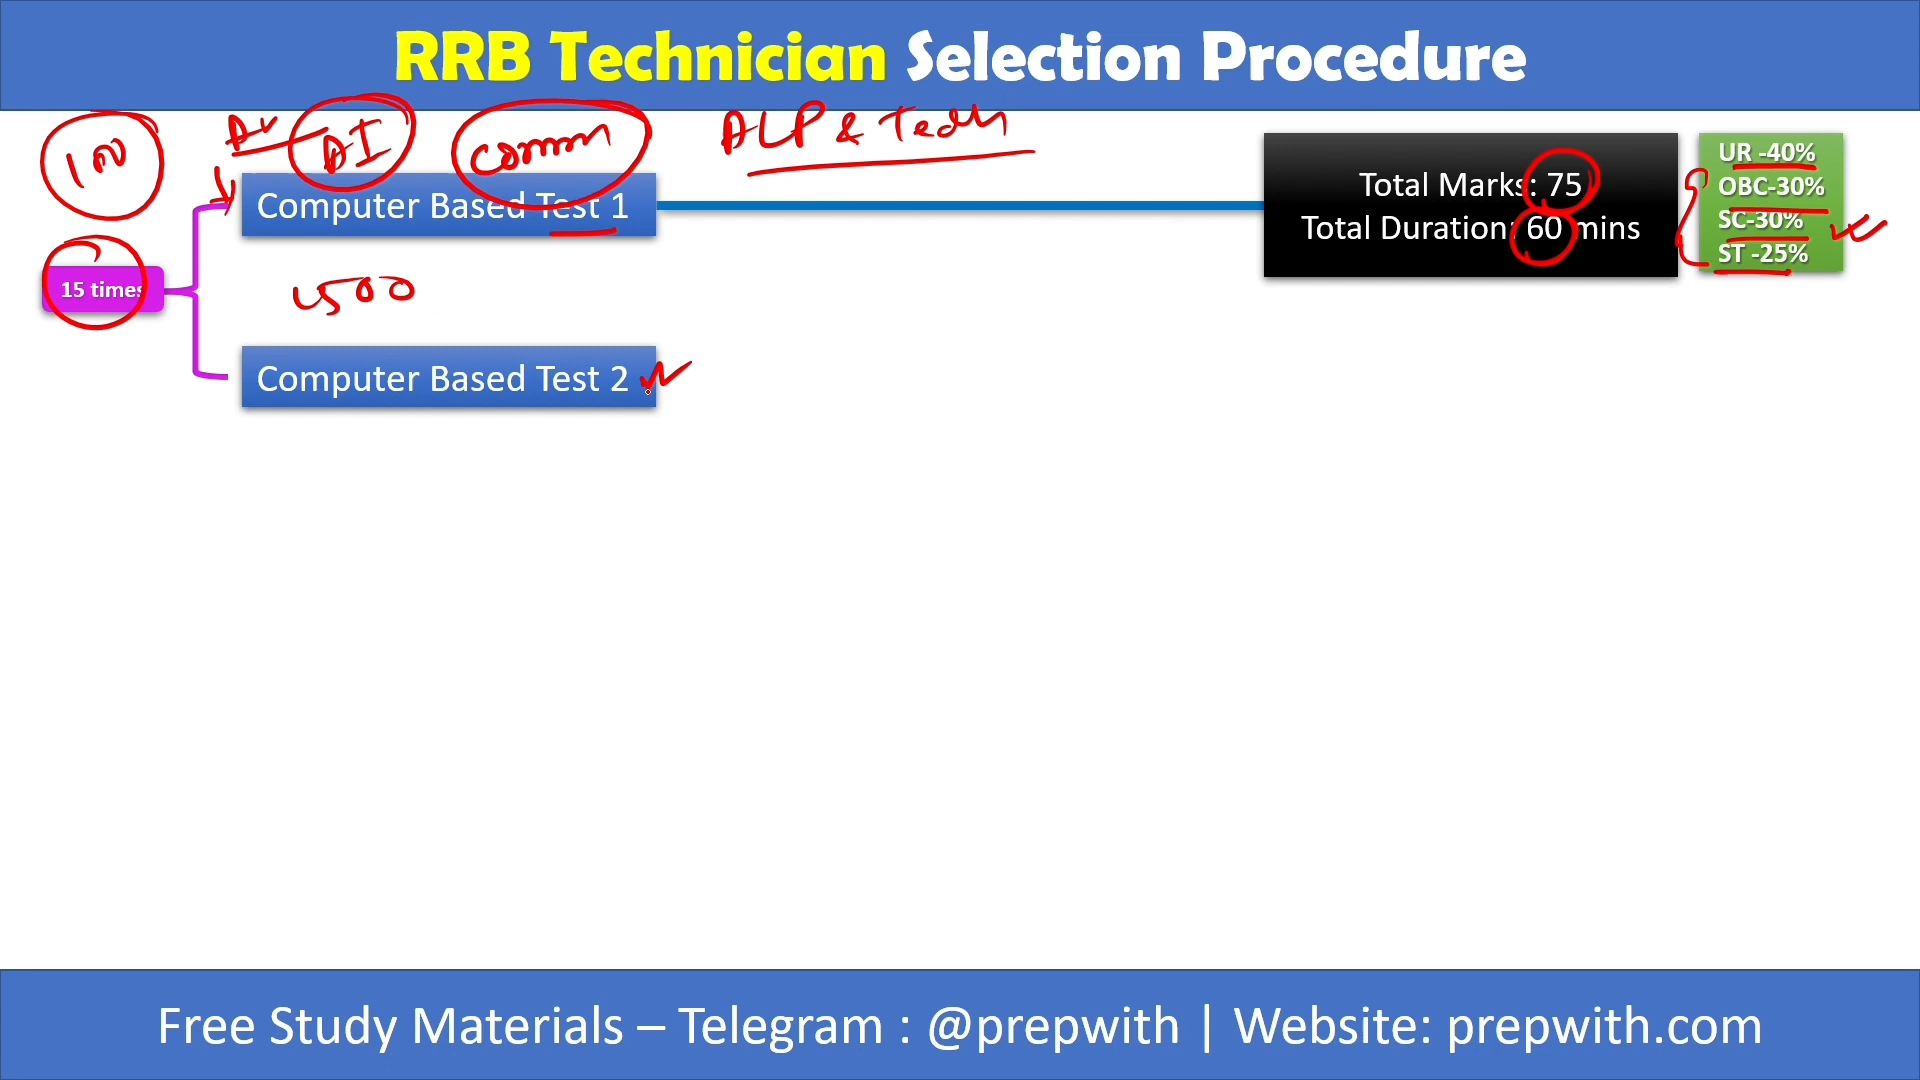 RRB Technician Selection Procedure
100
AI
Comm
ALP & Tech
Computer Based Test 1
Total Marks: 75
Total Duration: 60 mins
UR -40%
OBC-30%
SC-30%
ST -25%
15 times
1500
Computer Based Test 2
Free Study Materials – Telegram : @prepwith | Website: prepwith.com